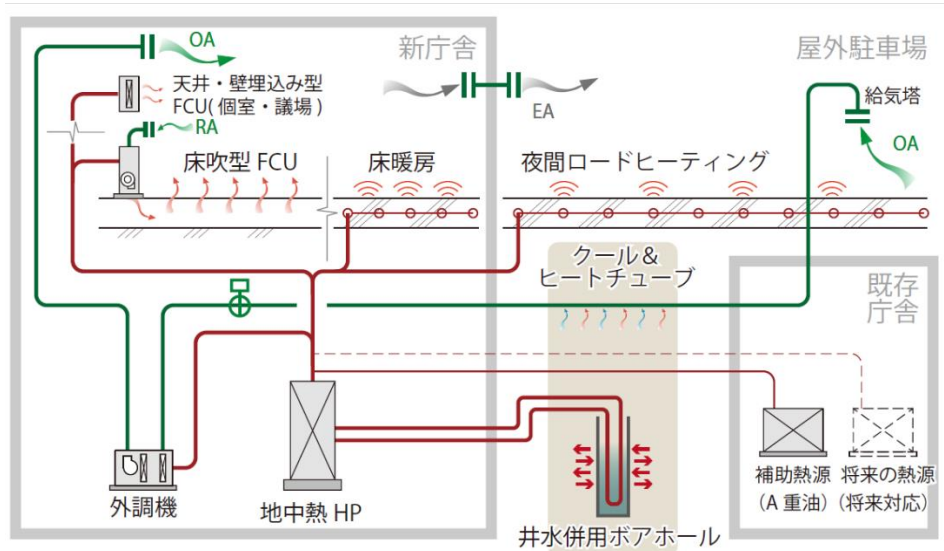 新庁舎
屋外駐車場
OA
天井・壁埋込み型
FCU(個室・議場)
RA
EA
給気塔
OA
床吹型 FCU
床暖房
夜間ロードヒーティング
クール&
ヒートチューブ
既存
庁舎
外調機
地中熱 HP
井水併用ボアホール
補助熱源
(A 重油)
将来の熱源
(将来対応)